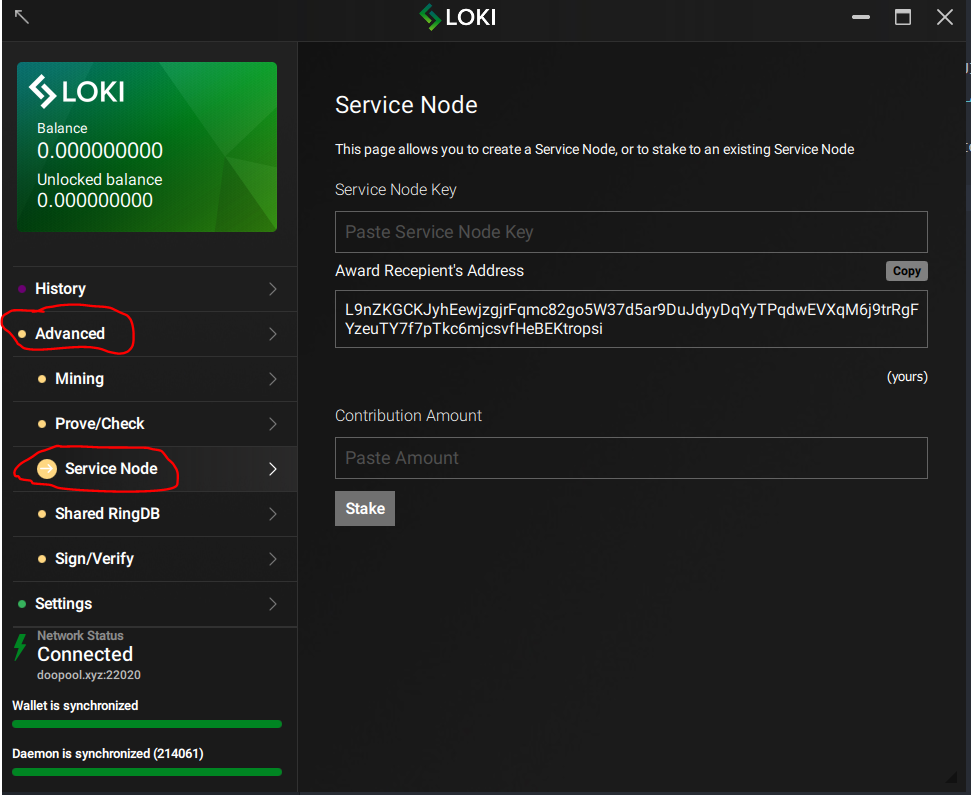 LOKI
LOKI
Balance
0.000000000
Unlocked balance
0.000000000
History
Advanced
Mining
Prove/Check
Service Node
Shared RingDB
Sign/Verify
Settings
Network Status
Connected
doopool.xyz:22020
Wallet is synchronized
Daemon is synchronized (214061)
Service Node
This page allows you to create a Service Node, or to stake to an existing Service Node
Service Node Key
Paste Service Node Key
Award Recepient's Address
Copy
L9nZKGCKJyhEewjzgjrFqmc82go5W37d5ar9DuJdyyDqYyTPqdwEVXqM6j9trRgF
YzeuTY7f7pTkc6mjcsvfHeBEKtropsi
(yours)
Contribution Amount
Paste Amount
Stake